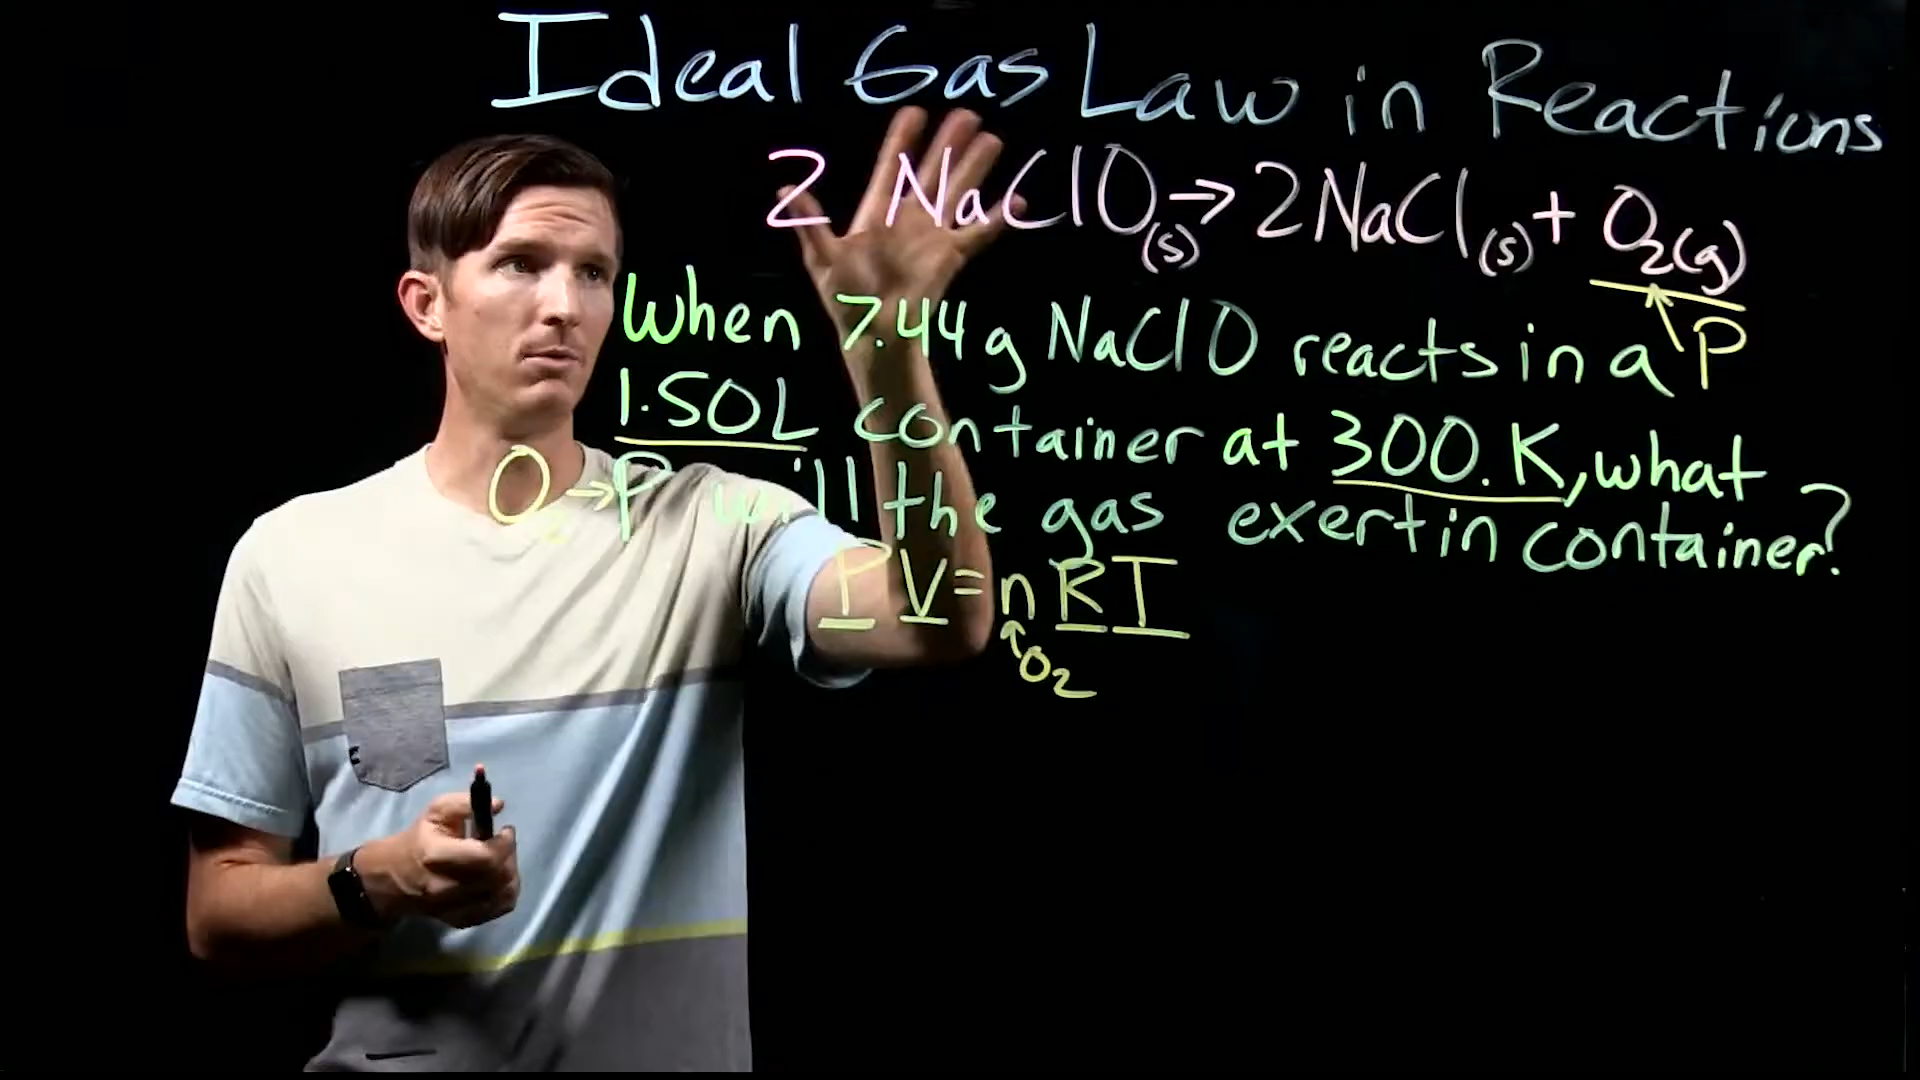 Ideal Gas Law in Reactions
2 NaClO(s) → 2NaCl(s) + O₂(g)
When 7.44g NaClO reacts in a
P
1.50L container at 300. K, what
O₂ → P will the gas exert in container?
PV = nRT
O₂